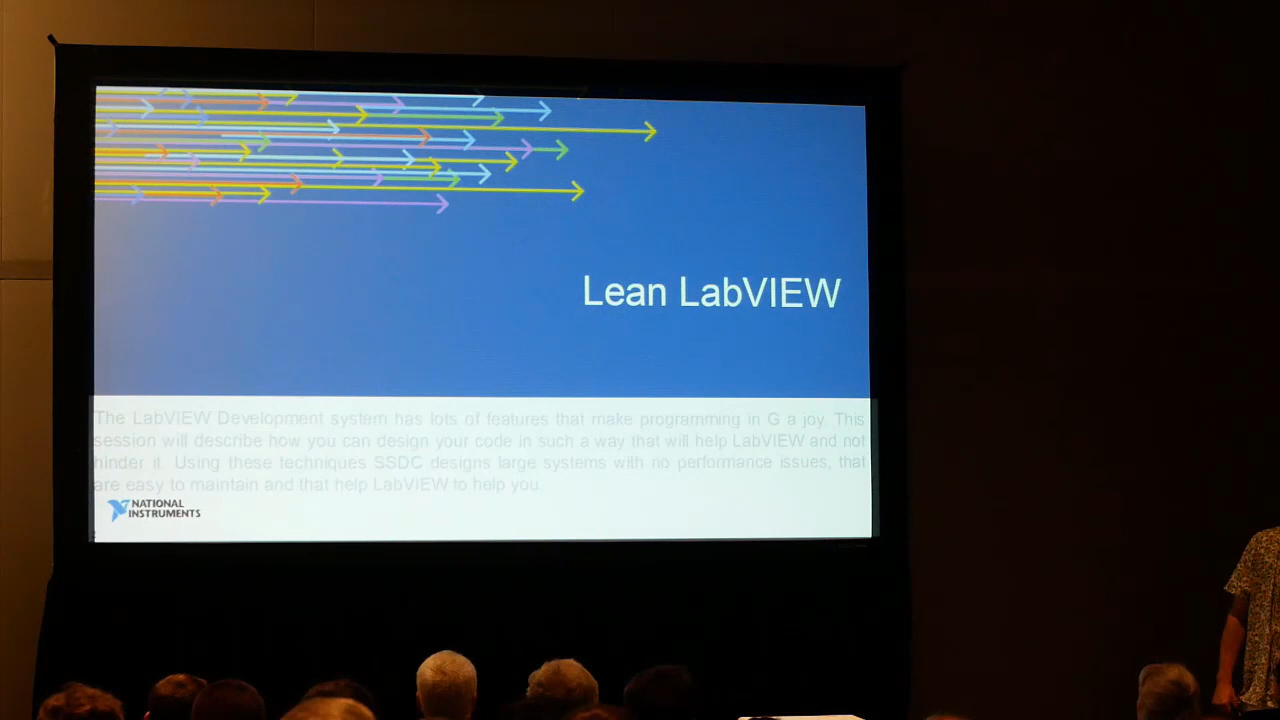 Lean LabVIEW
The LabVIEW Development system has lots of features that make programming in G a joy. This
session will describe how you can design your code in such a way that will help LabVIEW and not
hinder it. Using these techniques SSDC designs large systems with no performance issues, that
are easy to maintain and that help LabVIEW to help you.
NATIONAL
INSTRUMENTS